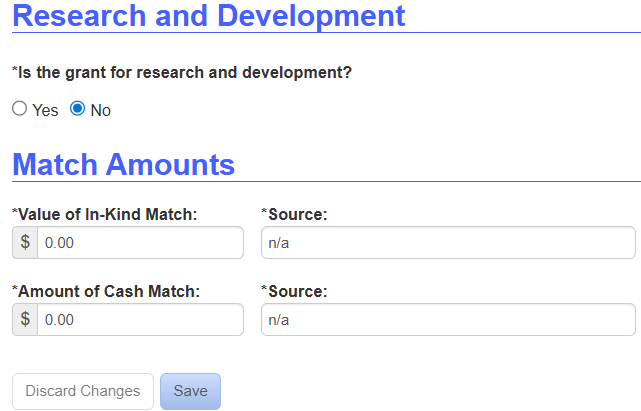 Research and Development
*Is the grant for research and development?
Yes No
Match Amounts
*Value of In-Kind Match: *Source:
$ 0.00 n/a
*Amount of Cash Match: *Source:
$ 0.00 n/a
Discard Changes Save